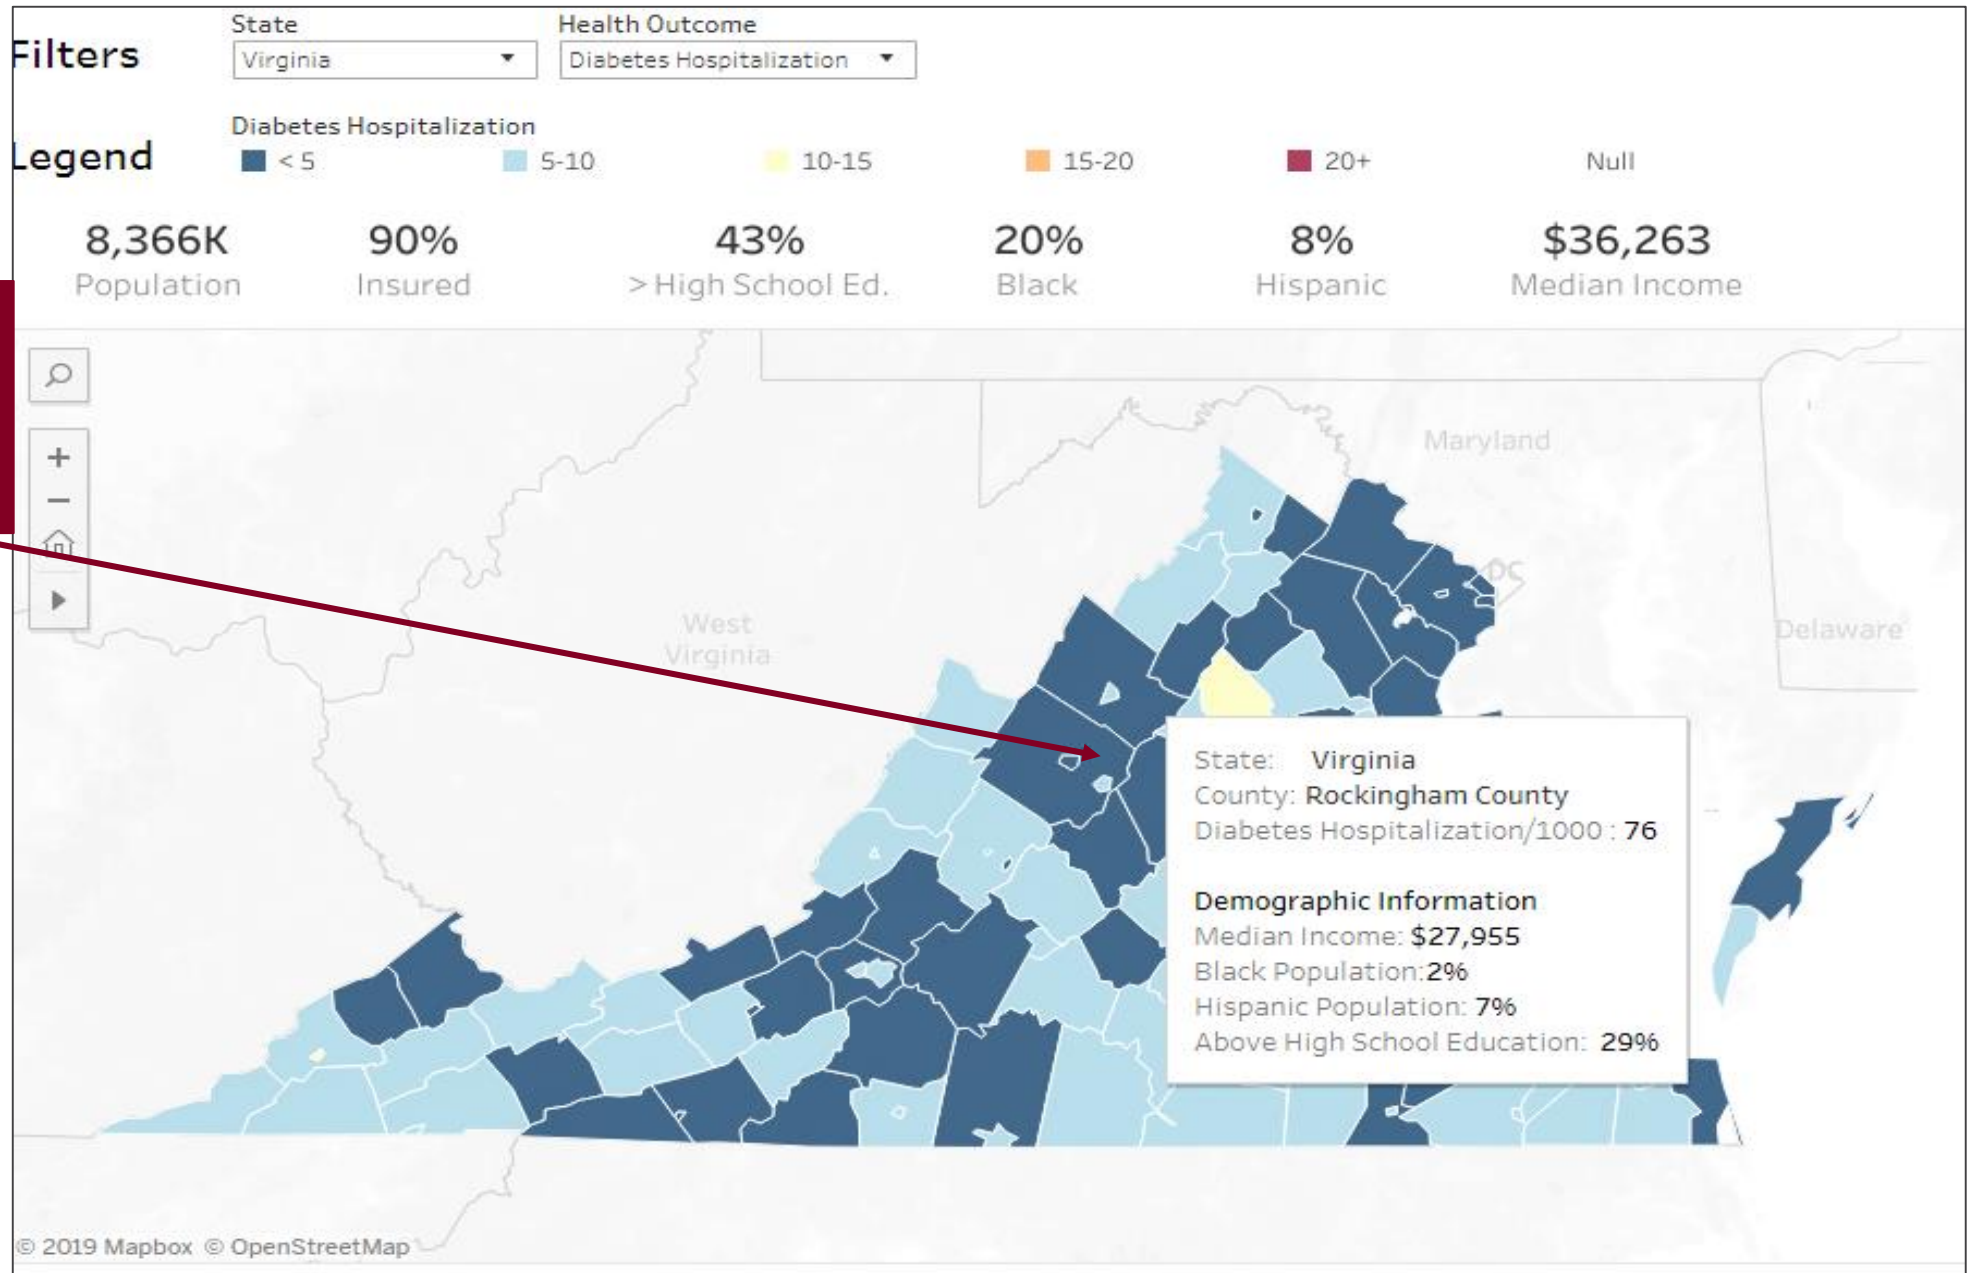 State
Health Outcome
Filters
Virginia
Diabetes Hospitalization
Diabetes Hospitalization
Legend
< 5
5-10
10-15
15-20
20+
Null
8,366K
90%
43%
20%
8%
$36,263
Population
Insured
> High School Ed.
Black
Hispanic
Median Income
Maryland
DC
West
Virginia
Delaware
State: Virginia
County: Rockingham County
Diabetes Hospitalization/1000 : 76
Demographic Information
Median Income: $27,955
Black Population:2%
Hispanic Population: 7%
Above High School Education: 29%
© 2019 Mapbox © OpenStreetMap